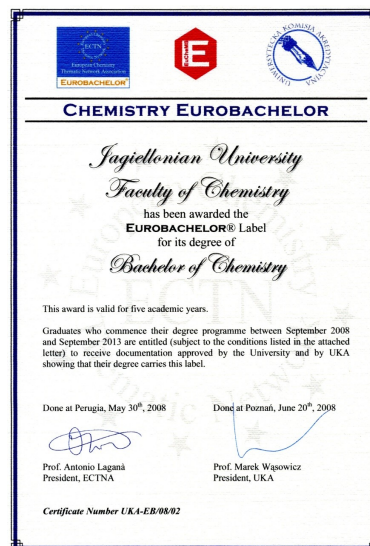 ECTN
European Chemistry
Thematic Network Association
EUROBACHELOR
EuCheMS
E
UNIWERSYTECKA KOMISJA AKREDYTACYJNA
CHEMISTRY EUROBACHELOR
Jagiellonian University
Faculty of Chemistry
has been awarded the
EUROBACHELOR® Label
for its degree of
Bachelor of Chemistry
ECTN
This award is valid for five academic years.
Graduates who commence their degree programme between September 2008
and September 2013 are entitled (subject to the conditions listed in the attached
letter) to receive documentation approved by the University and by UKA
showing that their degree carries this label.
Done at Perugia, May 30th, 2008
Done at Poznań, June 20th, 2008
Prof. Antonio Laganà
President, ECTNA
Prof. Marek Wąsowicz
President, UKA
Certificate Number UKA-EB/08/02